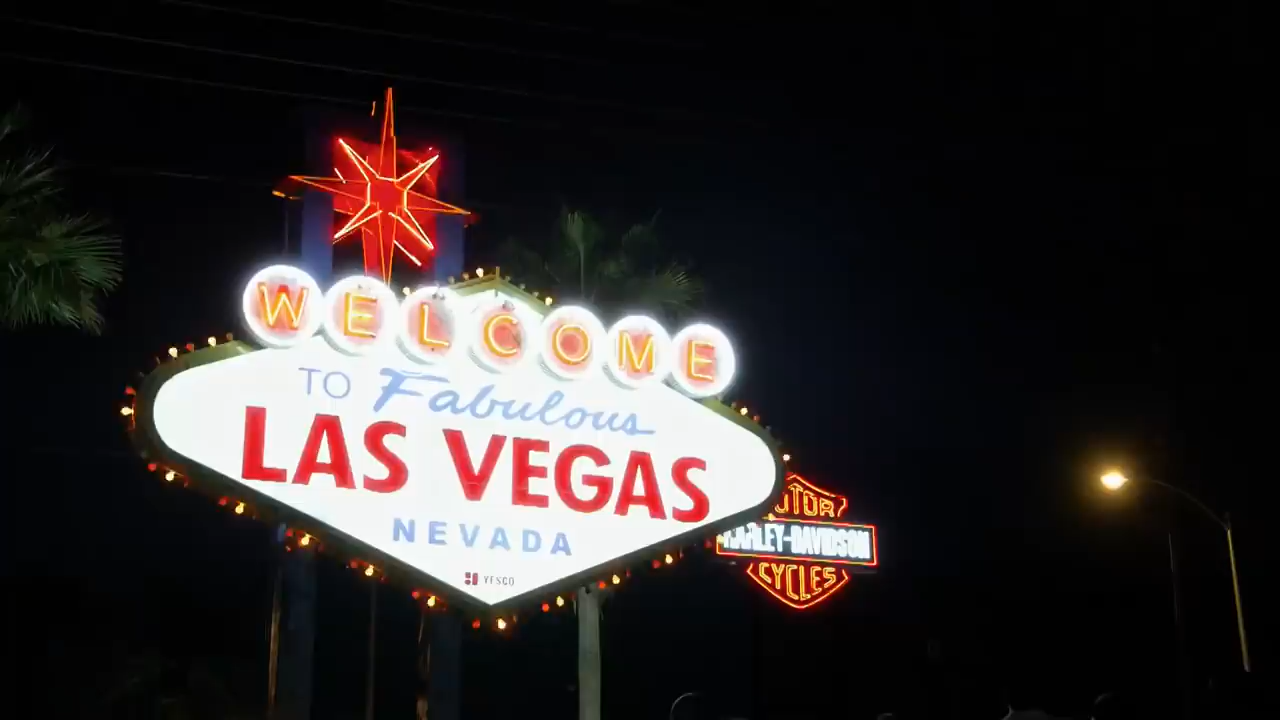 WELCOME
TO Fabulous
LAS VEGAS
NEVADA
YESCO
MOTOR
HARLEY-DAVIDSON
CYCLES